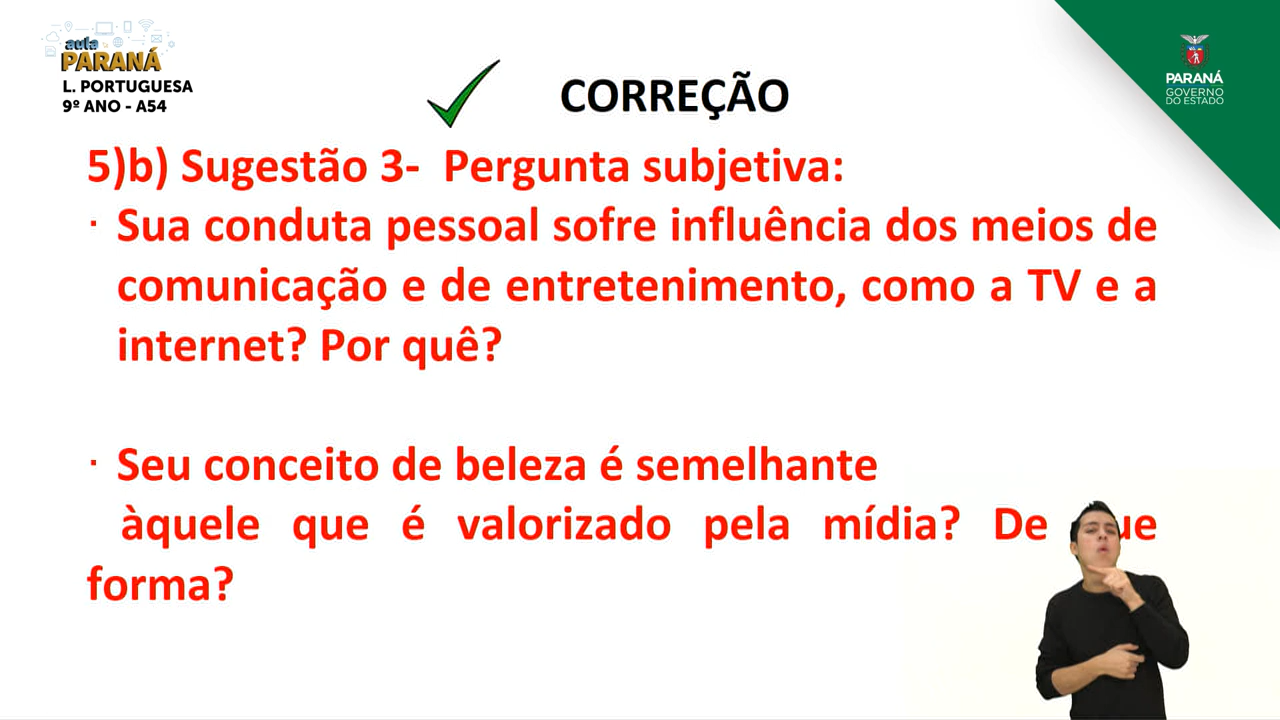 aula
PARANÁ
L. PORTUGUESA
9º ANO - A54
PARANÁ
GOVERNO
DO ESTADO
CORREÇÃO
5)b) Sugestão 3- Pergunta subjetiva:
· Sua conduta pessoal sofre influência dos meios de
comunicação e de entretenimento, como a TV e a
internet? Por quê?
· Seu conceito de beleza é semelhante
àquele que é valorizado pela mídia? De
forma?